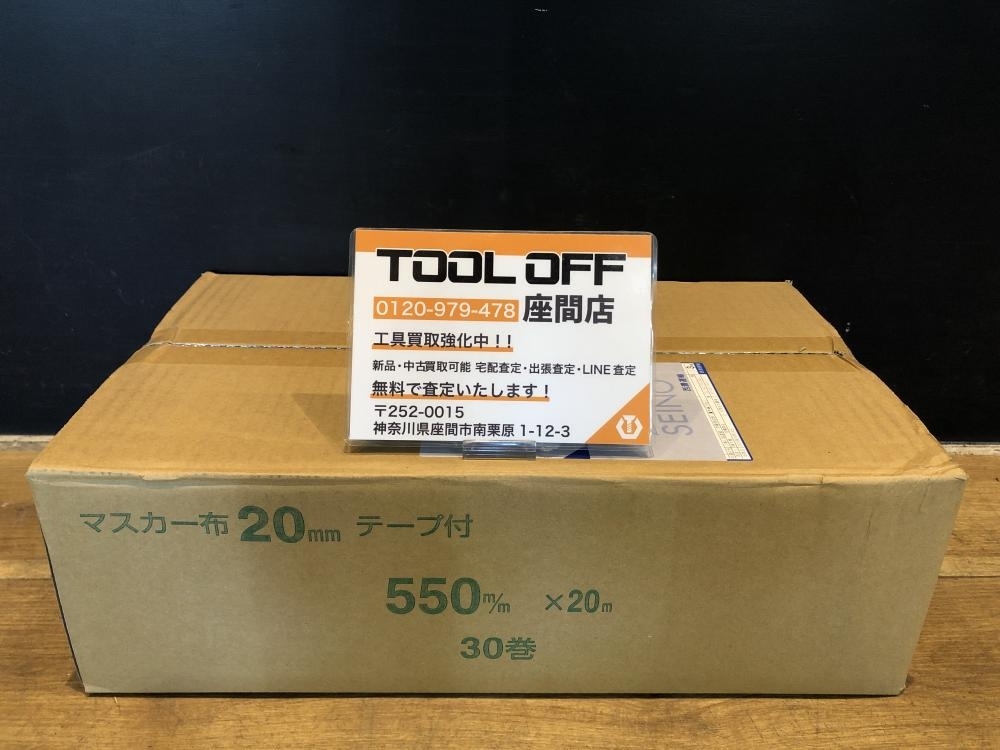 TOOL OFF
0120-979-478 座間店
工具買取強化中！！
新品・中古買取可能 宅配査定・出張査定・LINE査定
無料で査定いたします！
〒252-0015
神奈川県座間市南栗原 1-12-3
SEINO
マスカー布 20mm テープ付
550m/m ×20m
30巻